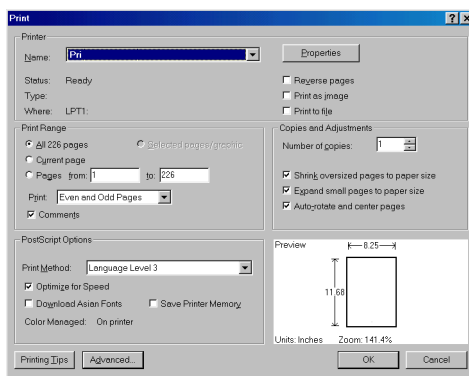 Print
Printer
Name: Pri
Properties
Status: Ready
Type:
Where: LPT1:
Reverse pages
Print as image
Print to file
Print Range
All 226 pages
Selected pages/graphic
Current page
Pages from: 1 to: 226
Print: Even and Odd Pages
Comments
Copies and Adjustments
Number of copies: 1
Shrink oversized pages to paper size
Expand small pages to paper size
Auto-rotate and center pages
PostScript Options
Print Method: Language Level 3
Optimize for Speed
Download Asian Fonts
Save Printer Memory
Color Managed: On printer
Preview
8.25
11.68
Units: Inches Zoom: 141.4%
Printing Tips
Advanced...
OK
Cancel